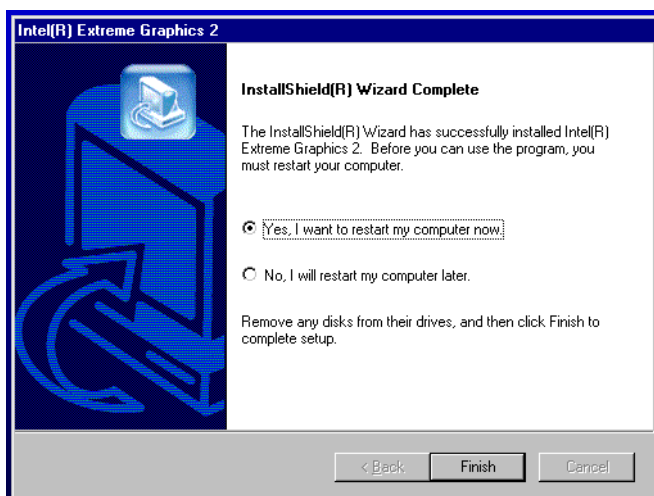 Intel(R) Extreme Graphics 2
InstallShield(R) Wizard Complete
The InstallShield(R) Wizard has successfully installed Intel(R)
Extreme Graphics 2. Before you can use the program, you
must restart your computer.
Yes, I want to restart my computer now.
No, I will restart my computer later.
Remove any disks from their drives, and then click Finish to
complete setup.
< Back Finish Cancel